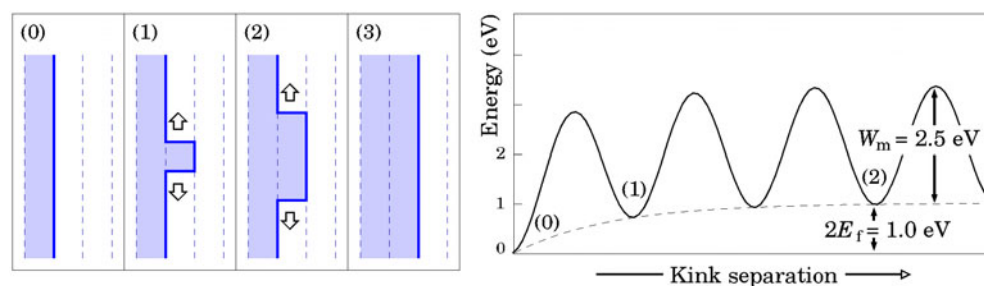 (0)
(1)
(2)
(3)
Energy (eV)
2
1
0
(0)
(1)
(2)
W_m = 2.5 eV
2E_f = 1.0 eV
Kink separation